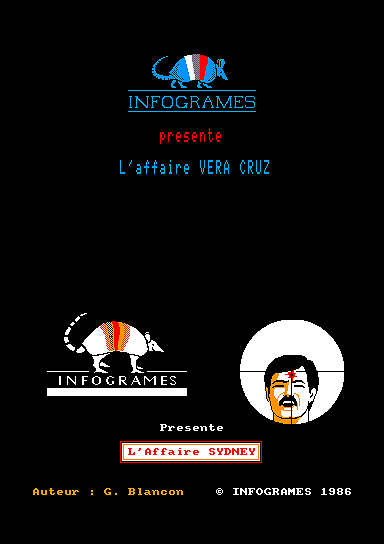 INFOGRAMES
presente
L'affaire VERA CRUZ
INFOGRAMES
Presente
L'Affaire SYDNEY
Auteur : G. Blancon © INFOGRAMES 1986